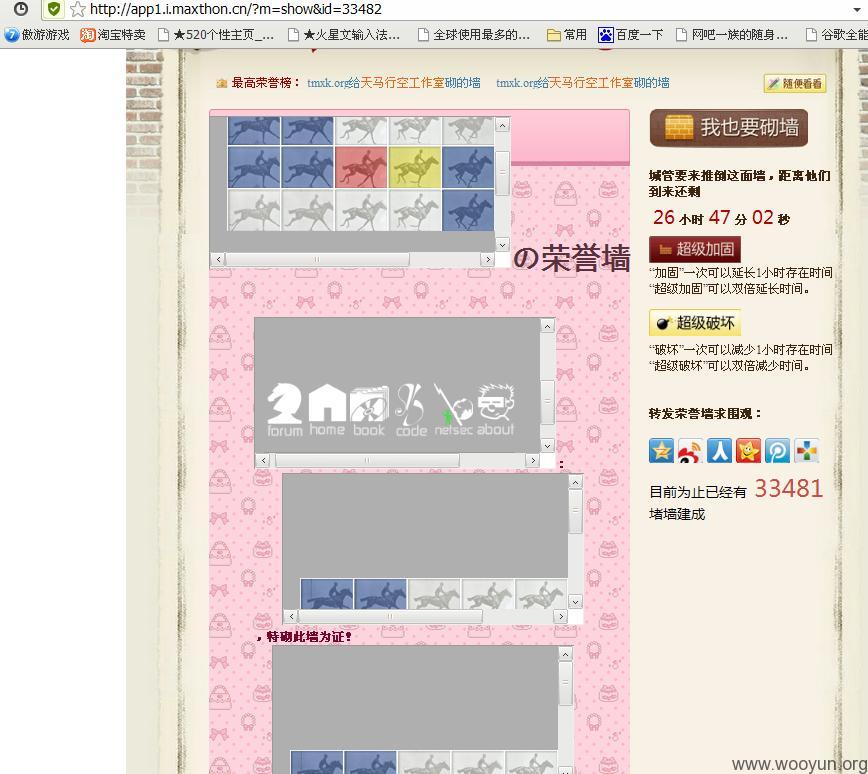 http://app1.i.maxthon.cn/?m=show&id=33482
傲游游戏 淘宝特卖 ★520个性主页_... ★火星文输入法... 全球使用最多的... 常用 百度一下 网吧一族的随身... 谷歌全能
最高荣誉榜： tmxk.org给天马行空工作室砌的墙 tmxk.org给天马行空工作室砌的墙 随便看看
我也要砌墙
城管要来推倒这面墙，距离他们
到来还剩
26 小时 47 分 02 秒
超级加固
“加固”一次可以延长1小时存在时间
“超级加固”可以双倍延长时间。
の荣誉墙
超级破坏
“破坏”一次可以减少1小时存在时间
“超级破坏”可以双倍减少时间。
forum home book code netsec about
：
转发荣誉墙求围观：
目前为止已经有 33481
堵墙建成
，特砌此墙为证！
www.wooyun.org